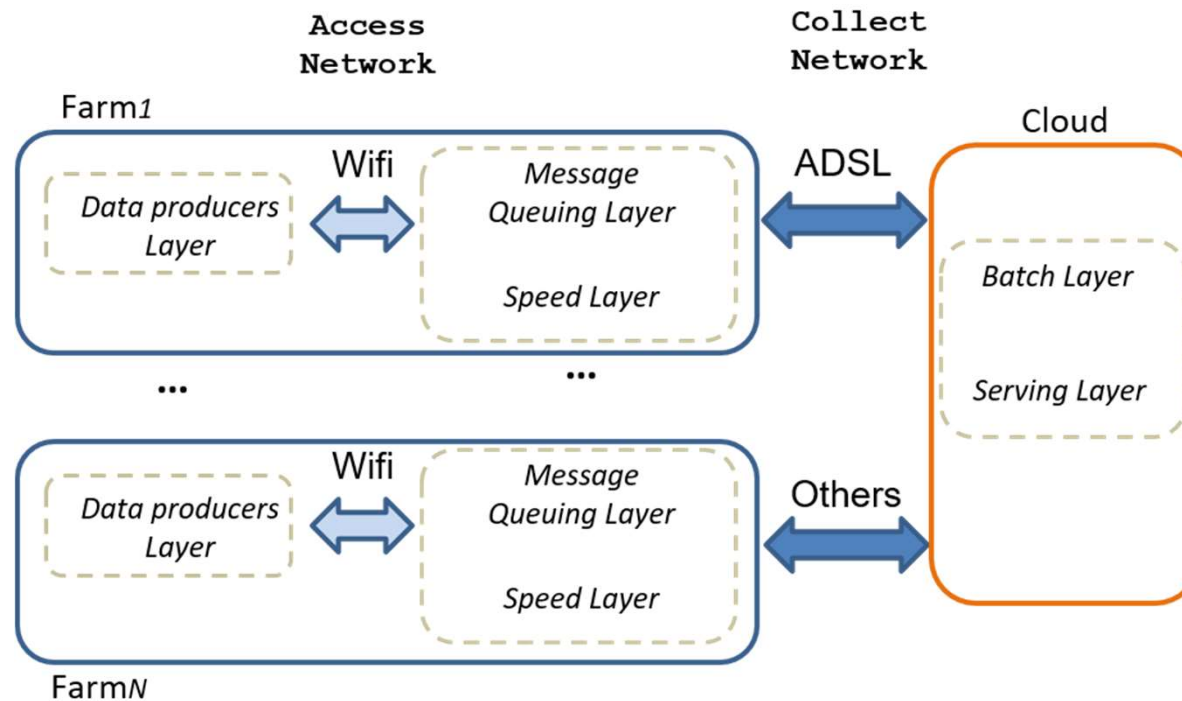 Access
Network
Collect
Network
Farm1
Cloud
Wifi
ADSL
Data producers
Layer
Message
Queuing Layer
Speed Layer
Batch Layer
Serving Layer
...
...
Wifi
Others
Data producers
Layer
Message
Queuing Layer
Speed Layer
FarmN